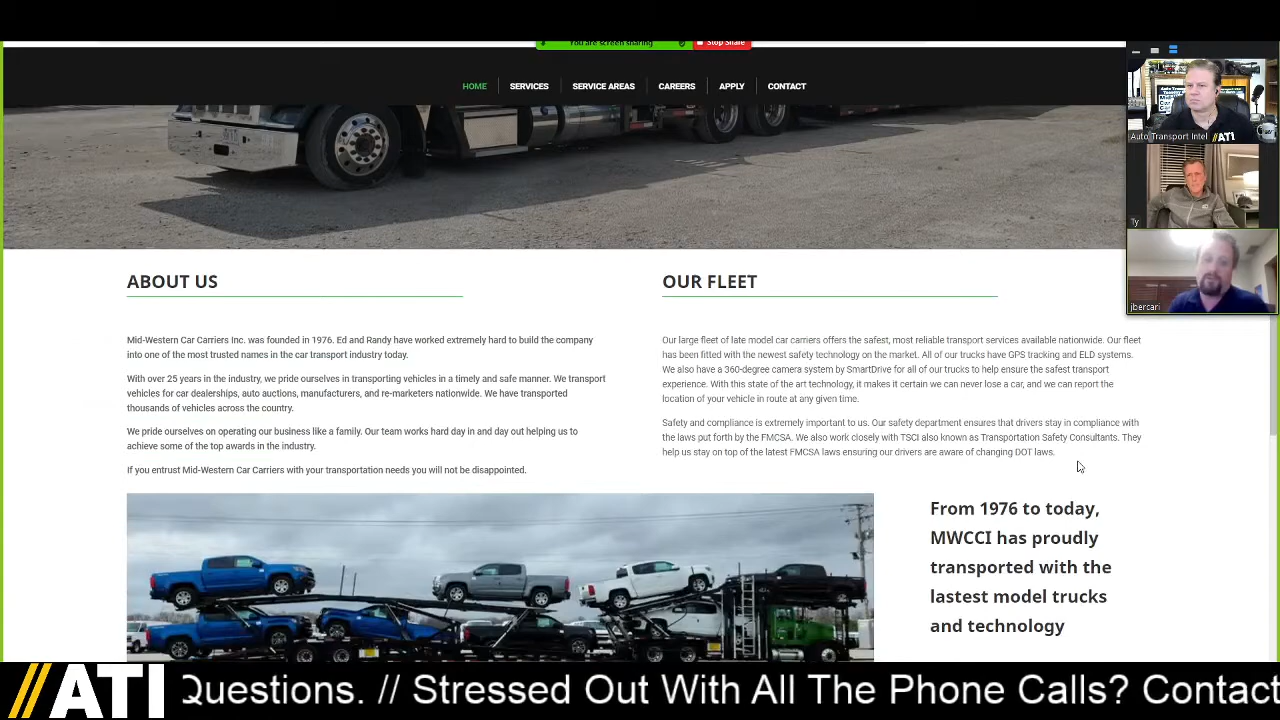 You are screen sharing
Stop Share
HOME
SERVICES
SERVICE AREAS
CAREERS
APPLY
CONTACT
Auto Transport Intel
//ATI
Ty
jbercari
ABOUT US
Mid-Western Car Carriers Inc. was founded in 1976. Ed and Randy have worked extremely hard to build the company
into one of the most trusted names in the car transport industry today.
With over 25 years in the industry, we pride ourselves in transporting vehicles in a timely and safe manner. We transport
vehicles for car dealerships, auto auctions, manufacturers, and re-marketers nationwide. We have transported
thousands of vehicles across the country.
We pride ourselves on operating our business like a family. Our team works hard day in and day out helping us to
achieve some of the top awards in the industry.
If you entrust Mid-Western Car Carriers with your transportation needs you will not be disappointed.
OUR FLEET
Our large fleet of late model car carriers offers the safest, most reliable transport services available nationwide. Our fleet
has been fitted with the newest safety technology on the market. All of our trucks have GPS tracking and ELD systems.
We also have a 360-degree camera system by SmartDrive for all of our trucks to help ensure the safest transport
experience. With this state of the art technology, it makes it certain we can never lose a car, and we can report the
location of your vehicle in route at any given time.
Safety and compliance is extremely important to us. Our safety department ensures that drivers stay in compliance with
the laws put forth by the FMCSA. We also work closely with TSCI also known as Transportation Safety Consultants. They
help us stay on top of the latest FMCSA laws ensuring our drivers are aware of changing DOT laws.
From 1976 to today,
MWCCI has proudly
transported with the
lastest model trucks
and technology
//ATI
Questions. // Stressed Out With All The Phone Calls? Contact